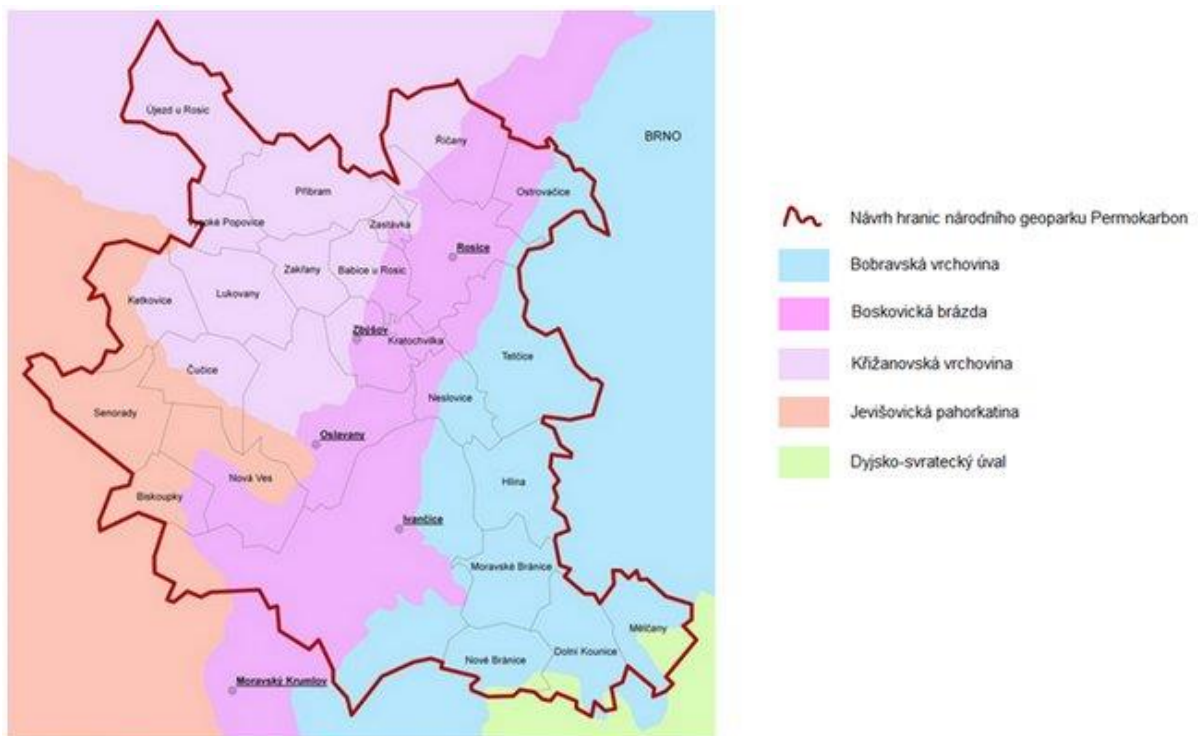 Újezd u Rosic
Říčany
BRNO
Příbram
Ostrovačice
Vysoké Popovice
Zastávka
Rosice
Zakřany
Babice u Rosic
Ketkovice
Lukovany
Zbýšov
Kratochvilka
Tetčice
Čučice
Neslovice
Senorady
Oslavany
Nová Ves
Hlína
Biskoupky
Ivančice
Moravské Bránice
Mělčany
Nové Bránice
Dolní Kounice
Moravský Krumlov
Návrh hranic národního geoparku Permokarbon
Bobravská vrchovina
Boskovická brázda
Křižanovská vrchovina
Jevišovická pahorkatina
Dyjsko-svratecký úval